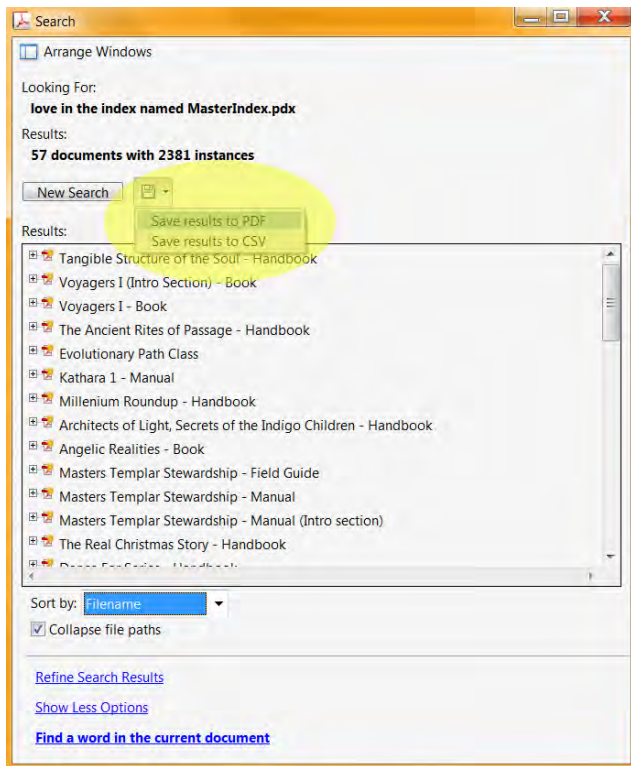 Search
Arrange Windows
Looking For:
love in the index named MasterIndex.pdx
Results:
57 documents with 2381 instances
New Search
Save results to PDF
Save results to CSV
Results:
Tangible Structure of the Soul - Handbook
Voyagers I (Intro Section) - Book
Voyagers I - Book
The Ancient Rites of Passage - Handbook
Evolutionary Path Class
Kathara 1 - Manual
Millenium Roundup - Handbook
Architects of Light, Secrets of the Indigo Children - Handbook
Angelic Realities - Book
Masters Templar Stewardship - Field Guide
Masters Templar Stewardship - Manual
Masters Templar Stewardship - Manual (Intro section)
The Real Christmas Story - Handbook
Sort by: Filename
Collapse file paths
Refine Search Results
Show Less Options
Find a word in the current document